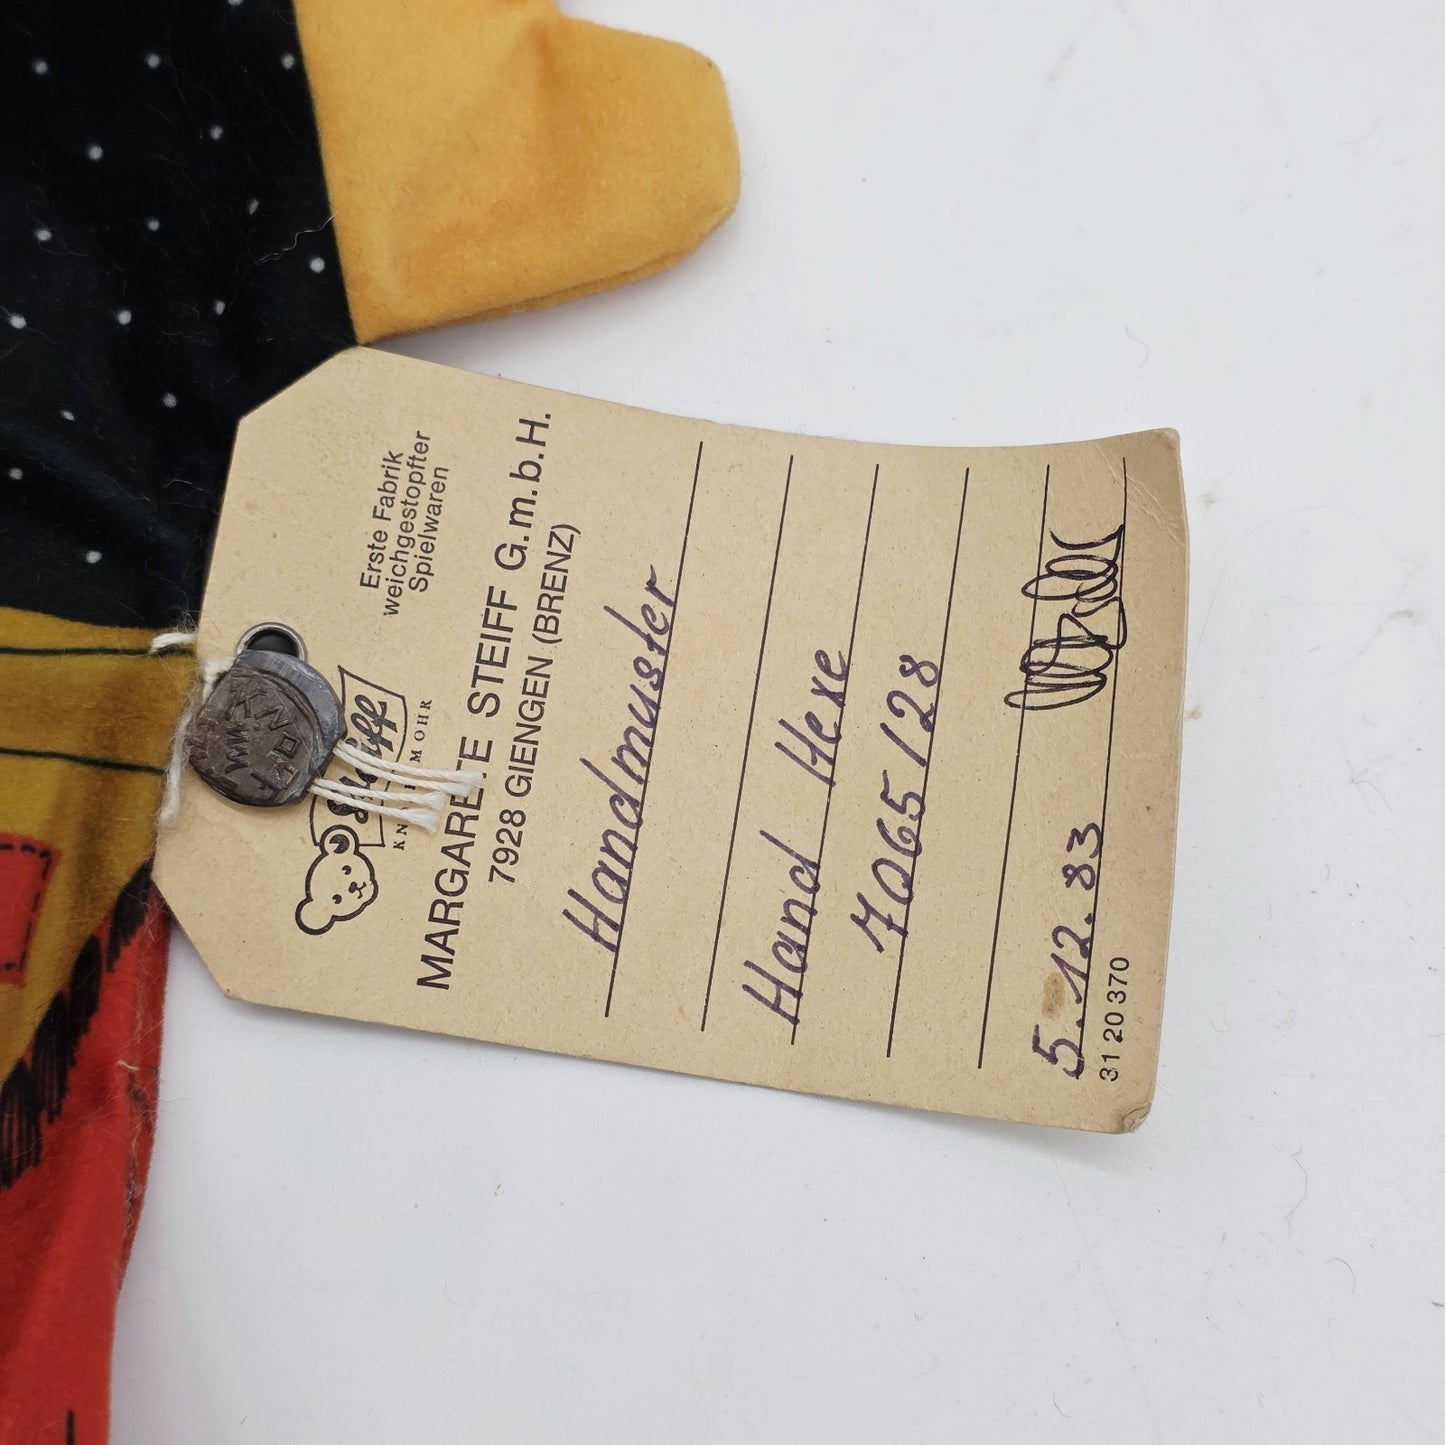 Steiff
Erste Fabrik
weichgestopfter
Spielwaren
MARGARETE STEIFF G.m.b.H.
7928 GIENGEN (BRENZ)
Handmuster
Hand Hexe
7065/28
5.12.83
31 20 370